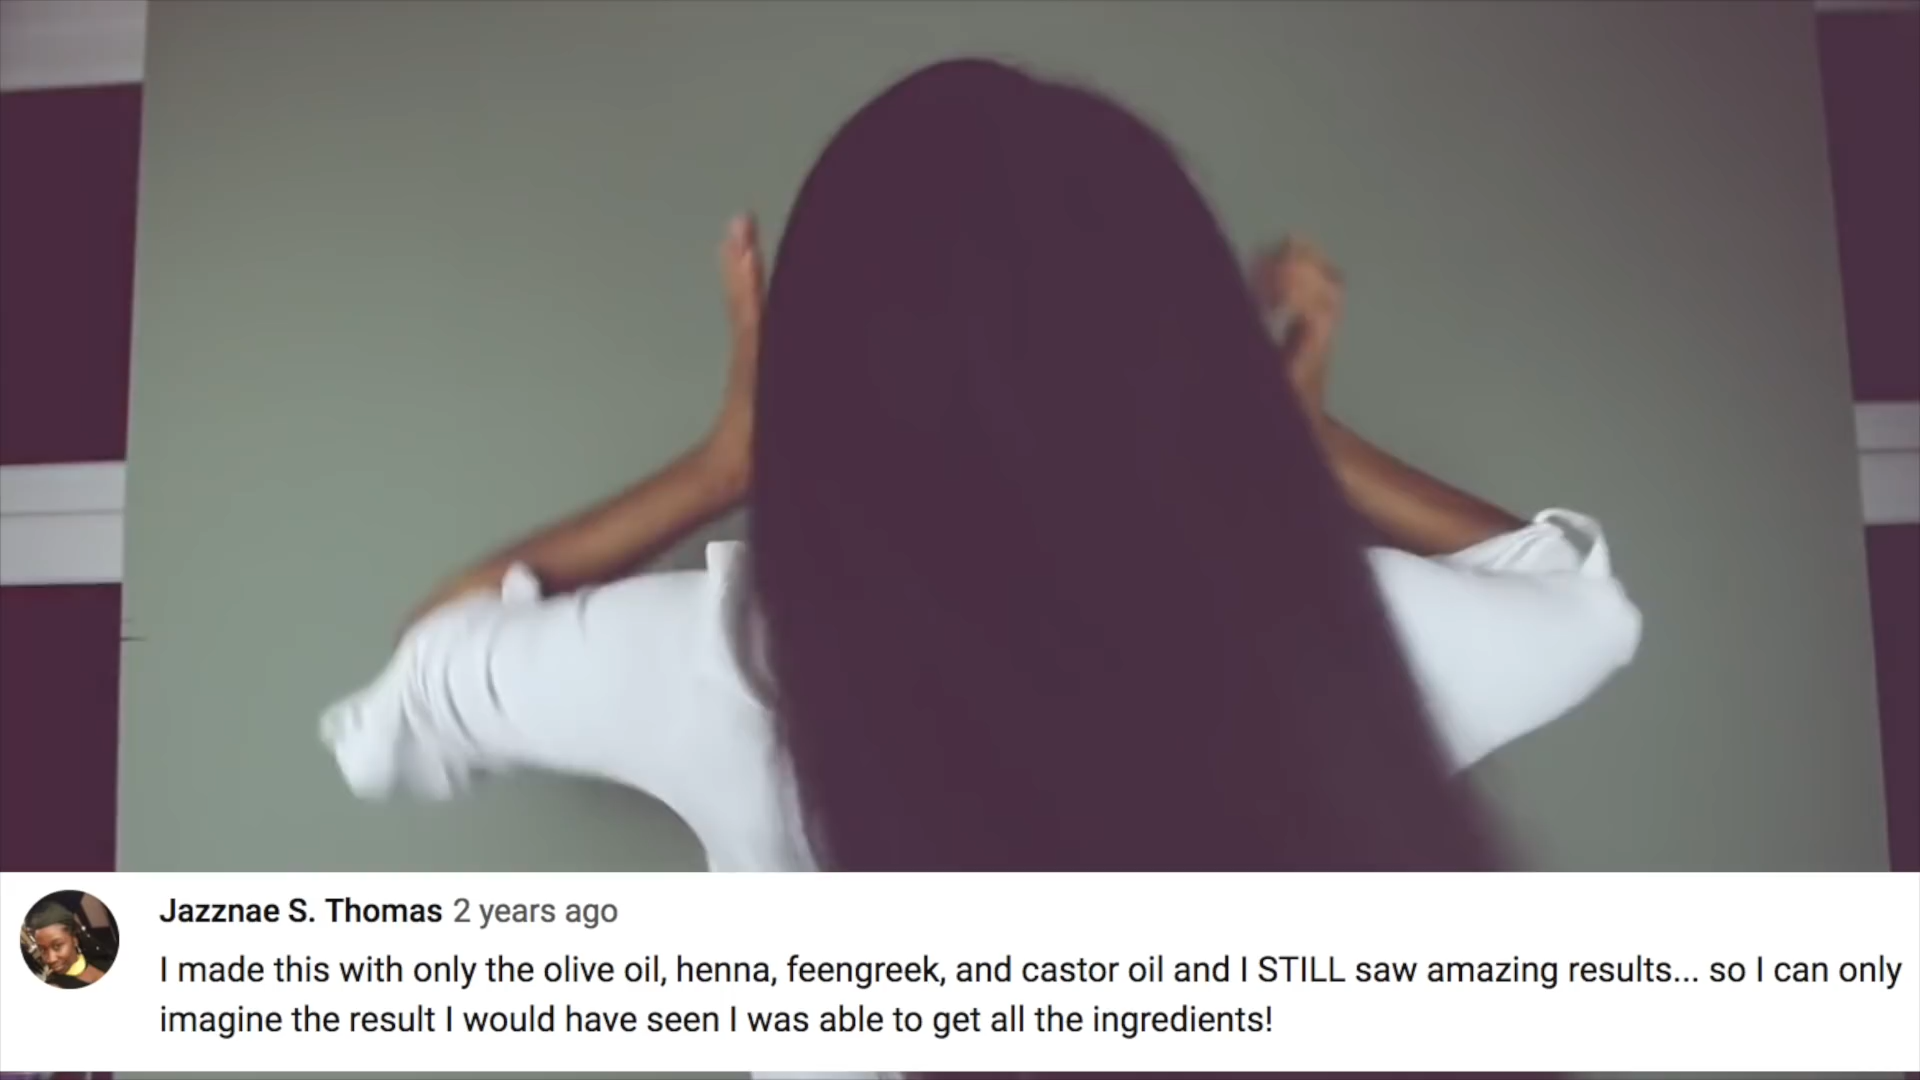 Jazznae S. Thomas 2 years ago
I made this with only the olive oil, henna, feengreek, and castor oil and I STILL saw amazing results... so I can only
imagine the result I would have seen I was able to get all the ingredients!